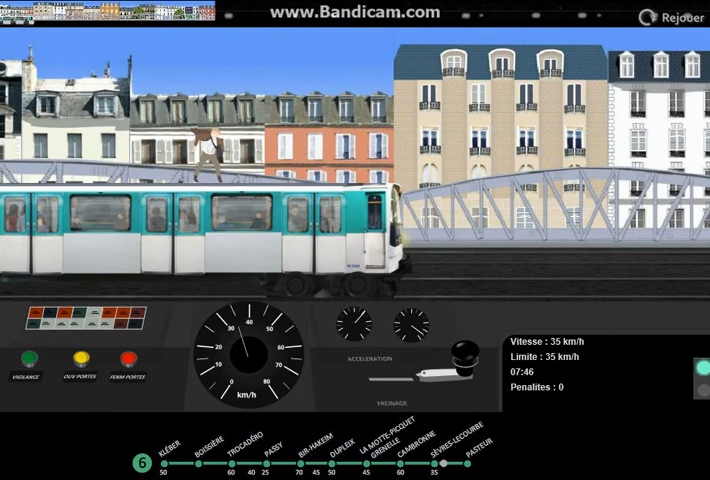 www.Bandicam.com
Rejouer
Vitesse : 35 km/h
Limite : 35 km/h
07:46
Penalites : 0
10 20 30 40 50 60 70 80
0
km/h
ACCELERATION
FREINAGE
VIGILANCE
OUV PORTES
FERM PORTES
6
KLÉBER
BOISSIÈRE
TROCADÉRO
PASSY
BIR-HAKEIM
DUPLEIX
LA MOTTE-PICQUET
GRENELLE
CAMBRONNE
SÈVRES-LECOURBE
PASTEUR
50 60 40 25 70 45 50 45 60 35